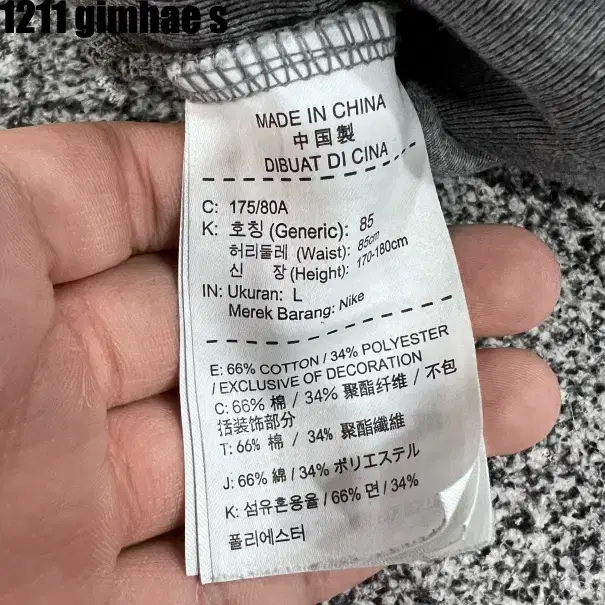 1211 gimhae s
MADE IN CHINA
中国製
DIBUAT DI CINA
C: 175/80A
K: 호칭 (Generic): 85
허리둘레 (Waist): 85cm
신 장 (Height): 170-180cm
IN: Ukuran: L
Merek Barang: Nike
E: 66% COTTON / 34% POLYESTER
/ EXCLUSIVE OF DECORATION
C: 66% 棉 / 34% 聚酯纤维 / 不包
括装饰部分
T: 66% 棉 / 34% 聚酯纖維
J: 66% 綿 / 34% ポリエステル
K: 섬유혼용율 / 66% 면 / 34%
폴리에스터